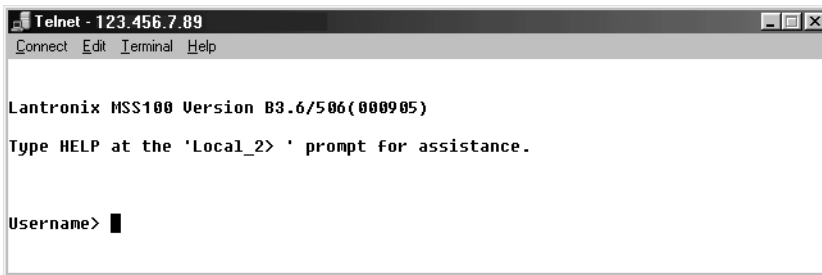 Telnet - 123.456.7.89
Connect Edit Terminal Help
Lantronix MSS100 Version B3.6/506(000905)
Type HELP at the 'Local_2> ' prompt for assistance.
Username>